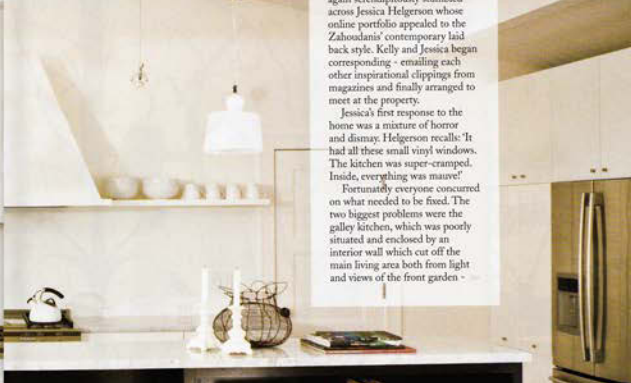 again serendipitously stumbled
across Jessica Helgerson whose
online portfolio appealed to the
Zahoudanis' contemporary laid
back style. Kelly and Jessica began
corresponding - emailing each
other inspirational clippings from
magazines and finally arranged to
meet at the property.
Jessica's first response to the
home was a mixture of horror
and dismay. Helgerson recalls: 'It
had all these small vinyl windows.
The kitchen was super-cramped.
Inside, everything was mauve!'
Fortunately everyone concurred
on what needed to be fixed. The
two biggest problems were the
galley kitchen, which was poorly
situated and enclosed by an
interior wall which cut off the
main living area both from light
and views of the front garden -